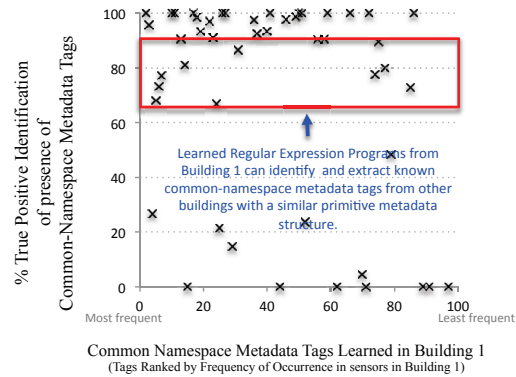 % True Positive Identification
of presence of
Common-Namespace Metadata Tags
100
80
60
40
20
0
Learned Regular Expression Programs from
Building 1 can identify and extract known
common-namespace metadata tags from other
buildings with a similar primitive metadata
structure.
0 20 40 60 80 100
Most frequent Least frequent
Common Namespace Metadata Tags Learned in Building 1
(Tags Ranked by Frequency of Occurrence in sensors in Building 1)